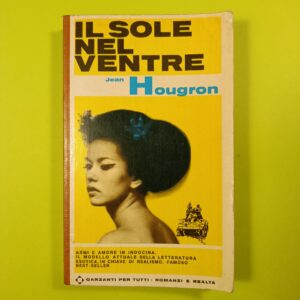 IL SOLE
NEL
VENTRE
Jean
Hougron
ARMI E AMORE IN INDOCINA.
IL MODELLO ATTUALE DELLA LETTERATURA
ESOTICA, IN CHIAVE DI REALISMO. FAMOSO
BEST-SELLER
GARZANTI PER TUTTI : ROMANZI E REALTÀ